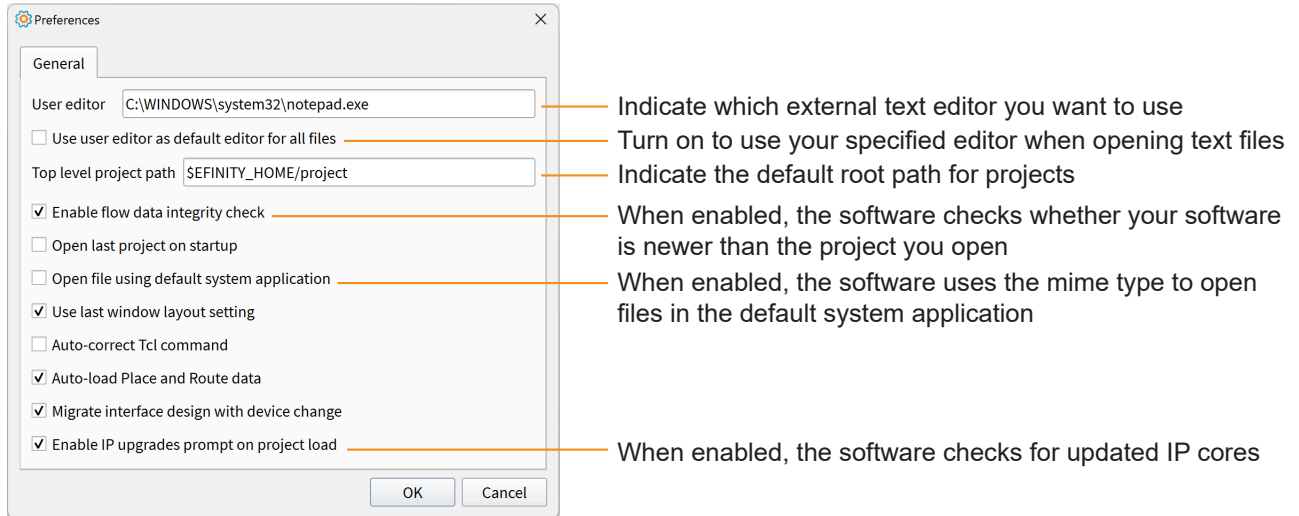 Preferences
General
User editor C:\WINDOWS\system32\notepad.exe
Indicate which external text editor you want to use
Use user editor as default editor for all files
Turn on to use your specified editor when opening text files
Top level project path $EFINITY_HOME/project
Indicate the default root path for projects
Enable flow data integrity check
When enabled, the software checks whether your software
is newer than the project you open
Open last project on startup
Open file using default system application
When enabled, the software uses the mime type to open
files in the default system application
Use last window layout setting
Auto-correct Tcl command
Auto-load Place and Route data
Migrate interface design with device change
Enable IP upgrades prompt on project load
When enabled, the software checks for updated IP cores
OK
Cancel